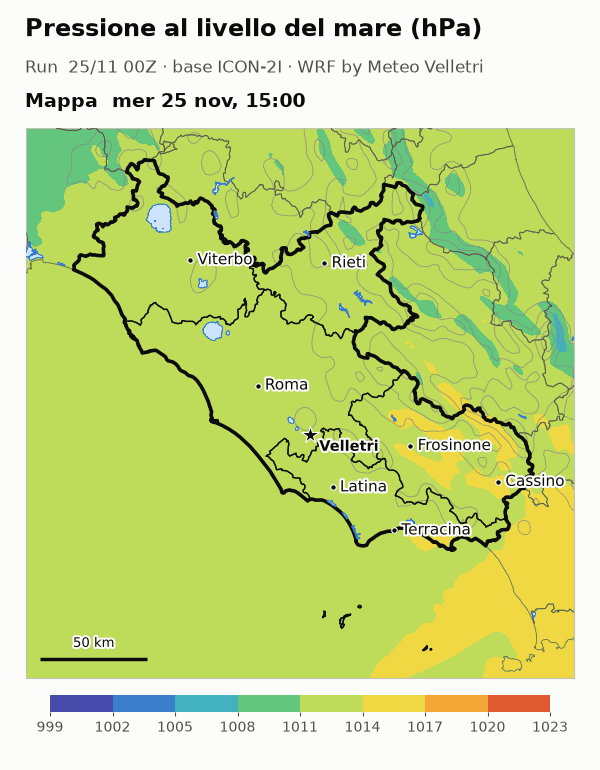 Pressione al livello del mare (hPa)
Run  25/11 00Z · base ICON-2I · WRF by Meteo Velletri
Mappa  mer 25 nov, 15:00
Viterbo
Rieti
Roma
Velletri
Frosinone
Latina
Cassino
Terracina
50 km
999 1002 1005 1008 1011 1014 1017 1020 1023